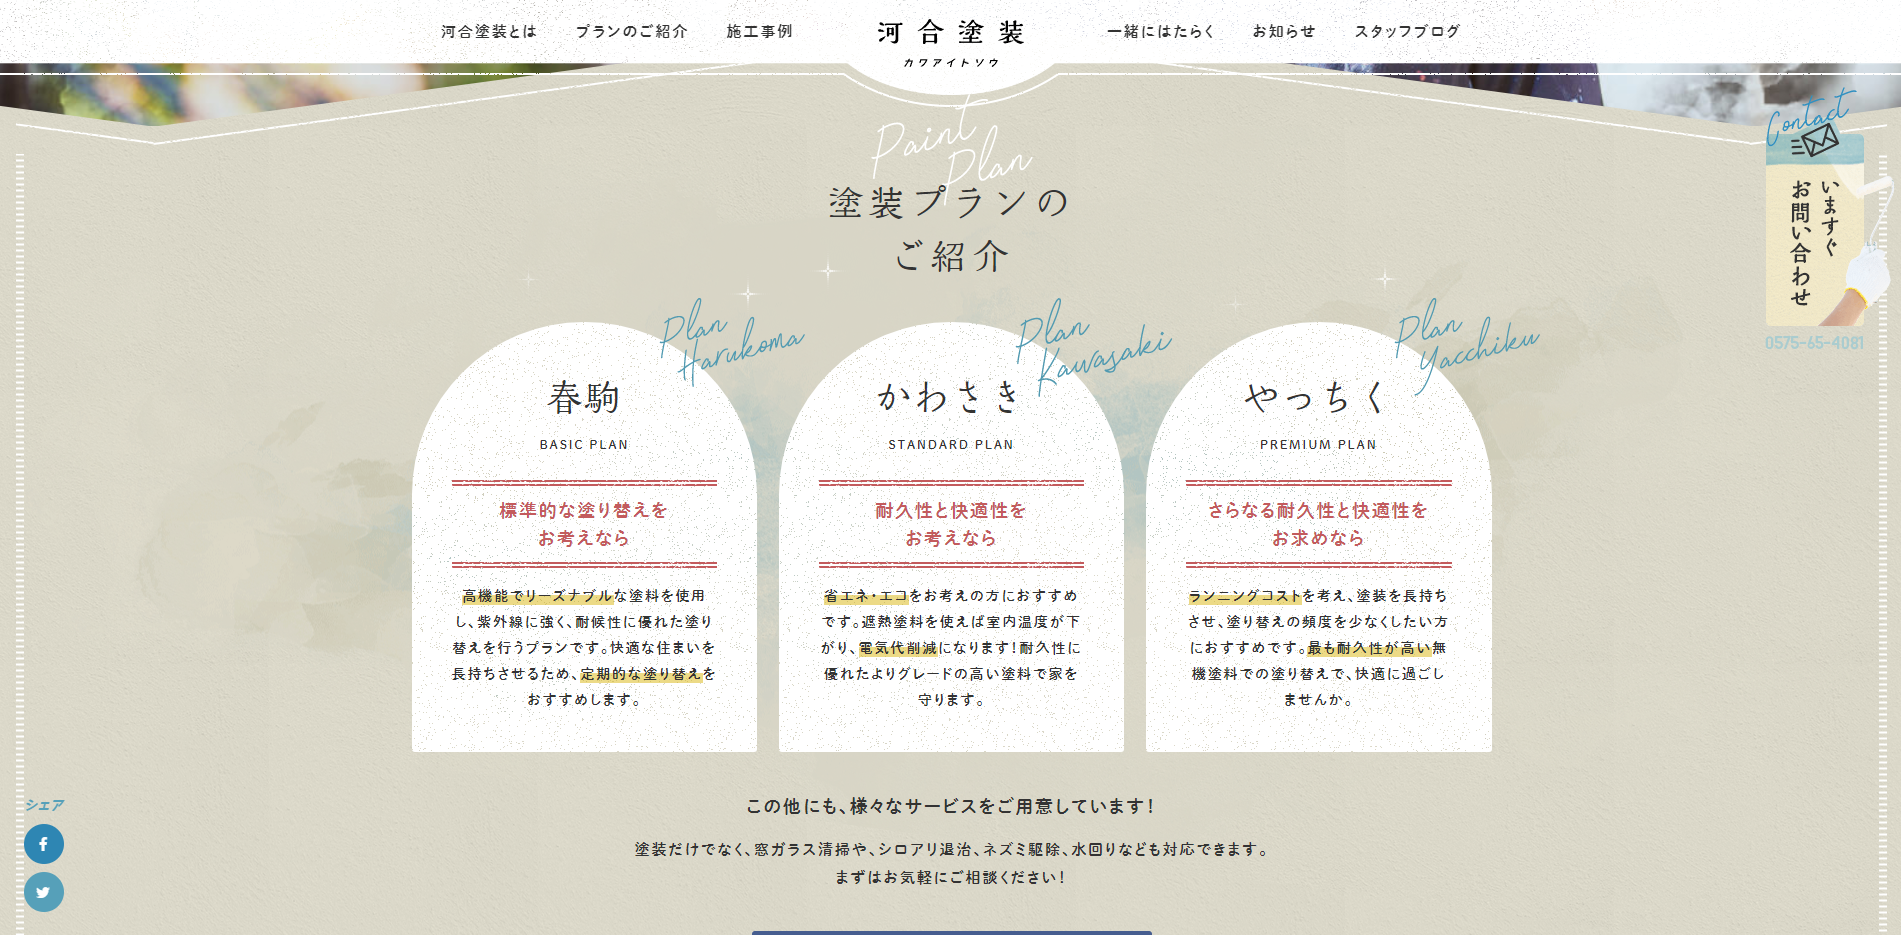 河合塗装とは
プランのご紹介
施工事例
河合塗装
カワアイトソウ
一緒にはたらく
お知らせ
スタッフブログ
Contact
いますぐ
お問い合わせ
0575-65-4081
Paint
Plan
塗装プランの
ご紹介
Plan
Harukoma
春駒
BASIC PLAN
標準的な塗り替えを
お考えなら
高機能でリーズナブルな塗料を使用
し、紫外線に強く、耐候性に優れた塗り
替えを行うプランです。快適な住まいを
長持ちさせるため、定期的な塗り替えを
おすすめします。
Plan
Kawasaki
かわさき
STANDARD PLAN
耐久性と快適性を
お考えなら
省エネ・エコをお考えの方におすすめ
です。遮熱塗料を使えば室内温度が下
がり、電気代削減になります！耐久性に
優れたよりグレードの高い塗料で家を
守ります。
Plan
Yacchiku
やっちく
PREMIUM PLAN
さらなる耐久性と快適性を
お求めなら
ランニングコストを考え、塗装を長持ち
させ、塗り替えの頻度を少なくしたい方
におすすめです。最も耐久性が高い無
機塗料での塗り替えで、快適に過ごし
ませんか。
この他にも、様々なサービスをご用意しています！
塗装だけでなく、窓ガラス清掃や、シロアリ退治、ネズミ駆除、水回りなども対応できます。
まずはお気軽にご相談ください！
シェア